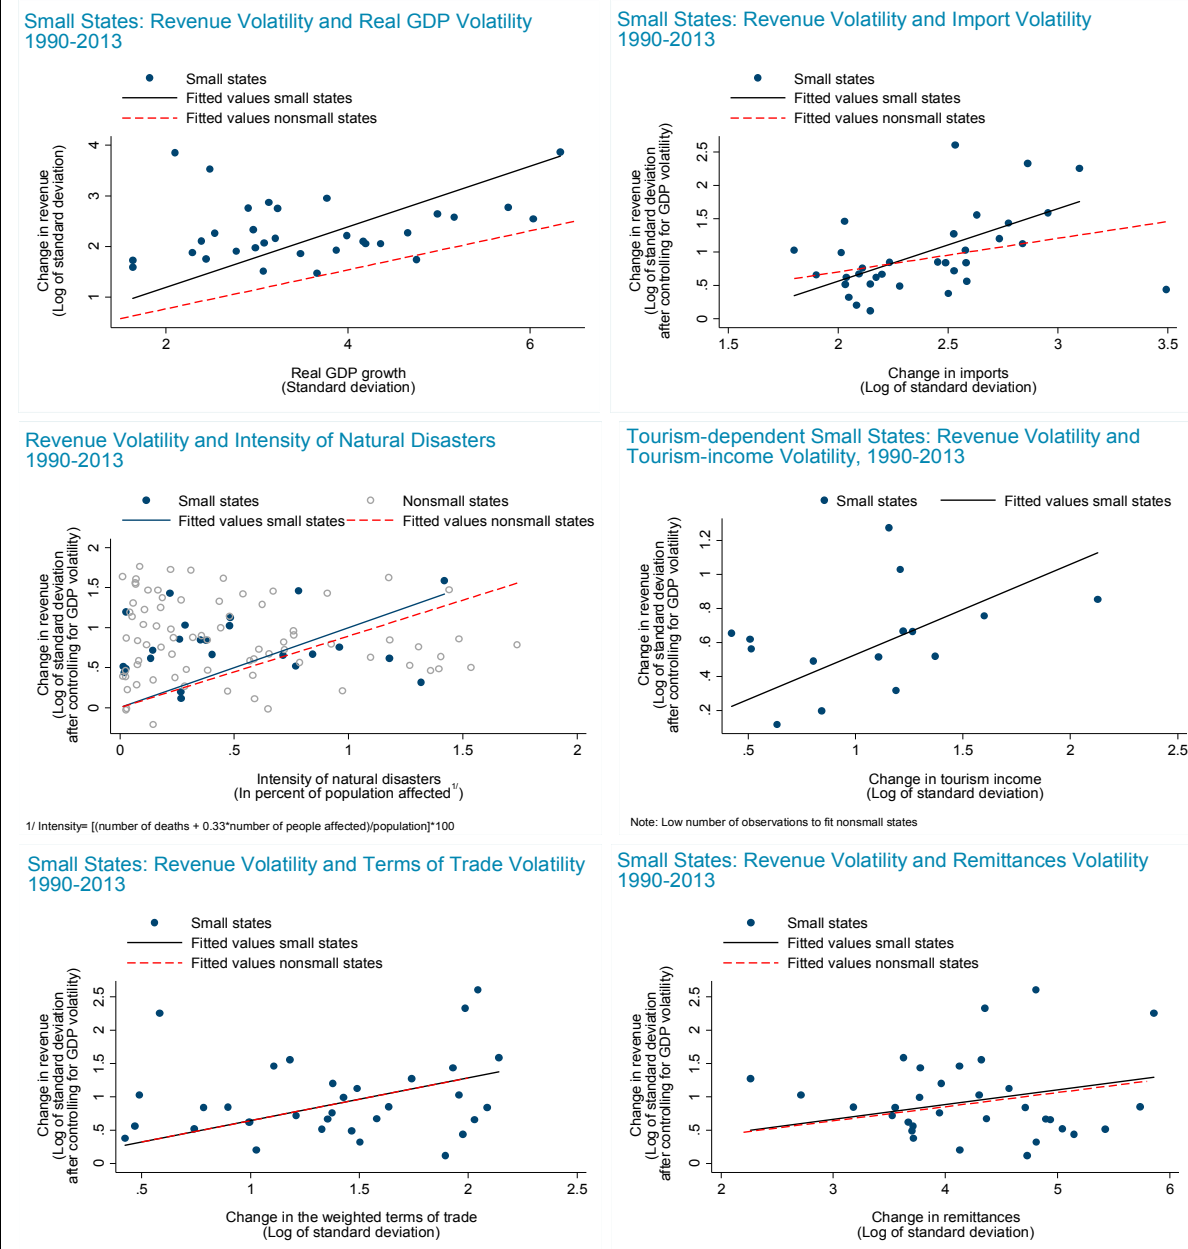 Small States: Revenue Volatility and Real GDP Volatility
1990-2013
Small states
Fitted values small states
Fitted values nonsmall states
Change in revenue
(Log of standard deviation)
4
3
2
1
2 4 6
Real GDP growth
(Standard deviation)
Small States: Revenue Volatility and Import Volatility
1990-2013
Small states
Fitted values small states
Fitted values nonsmall states
Change in revenue
(Log of standard deviation
after controlling for GDP volatility)
2.5
2
1.5
1
.5
0
1.5 2 2.5 3 3.5
Change in imports
(Log of standard deviation)
Revenue Volatility and Intensity of Natural Disasters
1990-2013
Small states Nonsmall states
Fitted values small states Fitted values nonsmall states
Change in revenue
(Log of standard deviation
after controlling for GDP volatility)
2
1.5
1
.5
0
0 .5 1 1.5 2
Intensity of natural disasters
(In percent of population affected1/)
1/ Intensity= [(number of deaths + 0.33*number of people affected)/population]*100
Tourism-dependent Small States: Revenue Volatility and
Tourism-income Volatility, 1990-2013
Small states Fitted values small states
Change in revenue
(Log of standard deviation
after controlling for GDP volatility)
1.2
1
.8
.6
.4
.2
.5 1 1.5 2 2.5
Change in tourism income
(Log of standard deviation)
Note: Low number of observations to fit nonsmall states
Small States: Revenue Volatility and Terms of Trade Volatility
1990-2013
Small states
Fitted values small states
Fitted values nonsmall states
Change in revenue
(Log of standard deviation
after controlling for GDP volatility)
2.5
2
1.5
1
.5
0
.5 1 1.5 2 2.5
Change in the weighted terms of trade
(Log of standard deviation)
Small States: Revenue Volatility and Remittances Volatility
1990-2013
Small states
Fitted values small states
Fitted values nonsmall states
Change in revenue
(Log of standard deviation
after controlling for GDP volatility)
2.5
2
1.5
1
.5
0
2 3 4 5 6
Change in remittances
(Log of standard deviation)